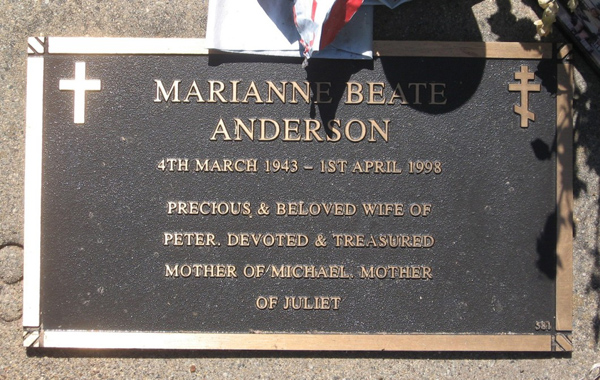 MARIANNE BEATE
ANDERSON
4TH MARCH 1943 – 1ST APRIL 1998
PRECIOUS & BELOVED WIFE OF
PETER. DEVOTED & TREASURED
MOTHER OF MICHAEL, MOTHER
OF JULIET
381